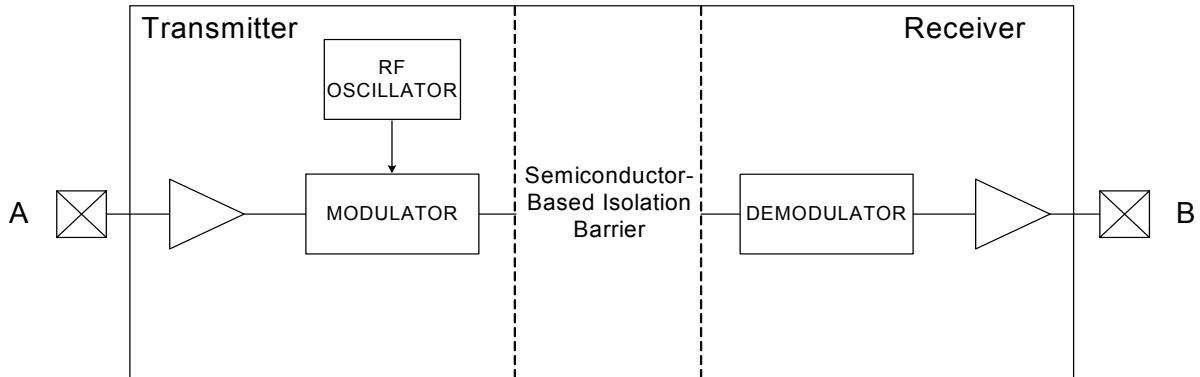 Transmitter
Receiver
RF
OSCILLATOR
A
MODULATOR
Semiconductor-
Based Isolation
Barrier
DEMODULATOR
B